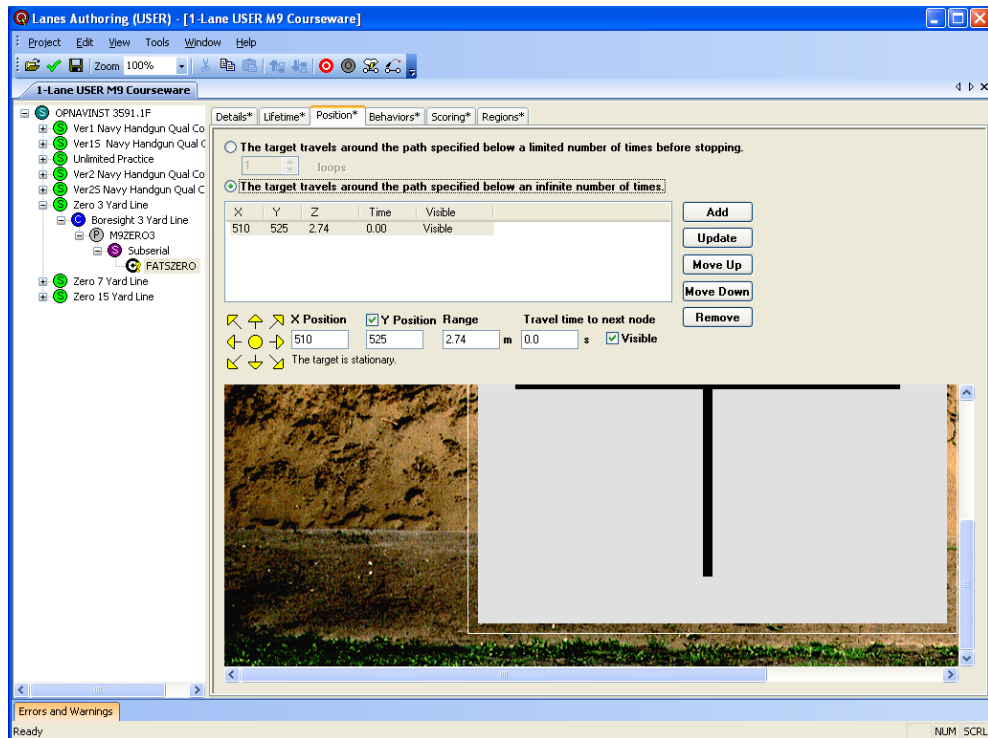 Lanes Authoring (USER) - [1-Lane USER M9 Courseware]
Project Edit View Tools Window Help
Zoom 100%
1-Lane USER M9 Courseware
S OPNAVINST 3591.1F
S Ver1 Navy Handgun Qual Co
S Ver1S Navy Handgun Qual C
S Unlimited Practice
S Ver2 Navy Handgun Qual Co
S Ver2S Navy Handgun Qual C
S Zero 3 Yard Line
C Boresight 3 Yard Line
P M9ZERO3
S Subserial
FATSZERO
S Zero 7 Yard Line
S Zero 15 Yard Line
Details* Lifetime* Position* Behaviors* Scoring* Regions*
The target travels around the path specified below a limited number of times before stopping.
1 loops
The target travels around the path specified below an infinite number of times.
X Y Z Time Visible
510 525 2.74 0.00 Visible
Add
Update
Move Up
Move Down
Remove
X Position Y Position Range Travel time to next node
510 525 2.74 m 0.0 s Visible
The target is stationary.
Errors and Warnings
Ready NUM SCRL